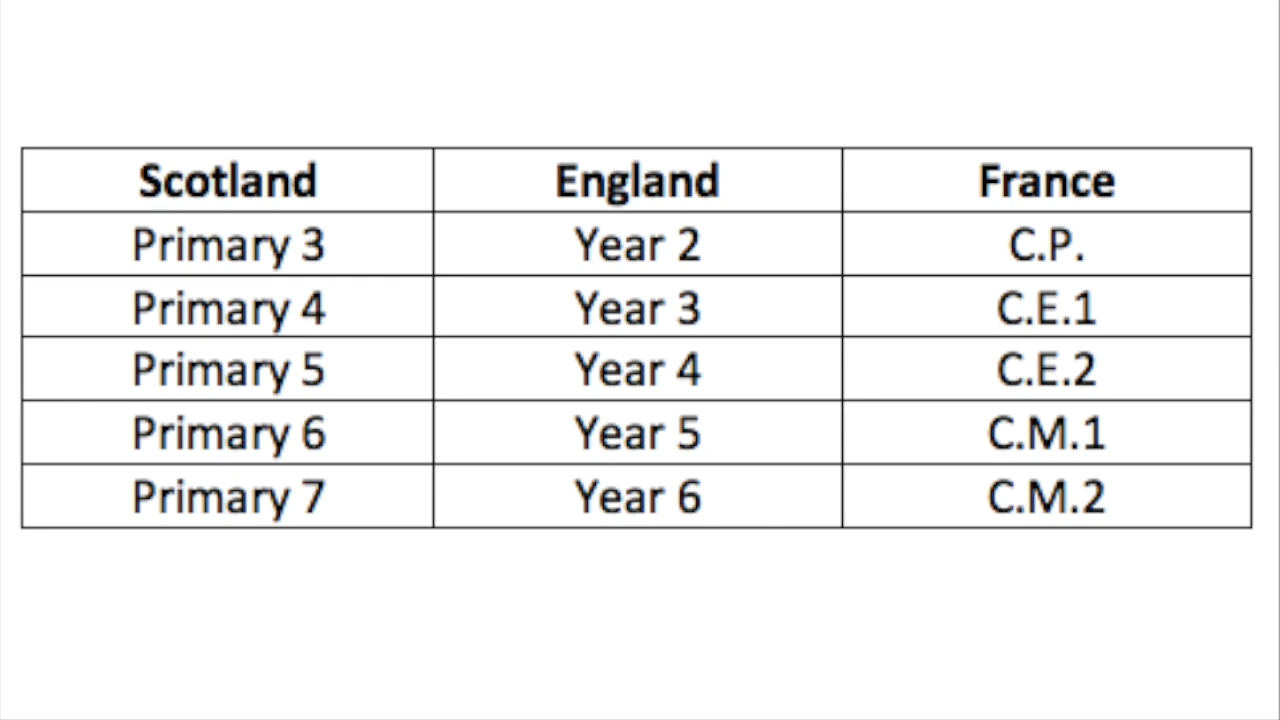 Scotland England France
Primary 3 Year 2 C.P.
Primary 4 Year 3 C.E.1
Primary 5 Year 4 C.E.2
Primary 6 Year 5 C.M.1
Primary 7 Year 6 C.M.2